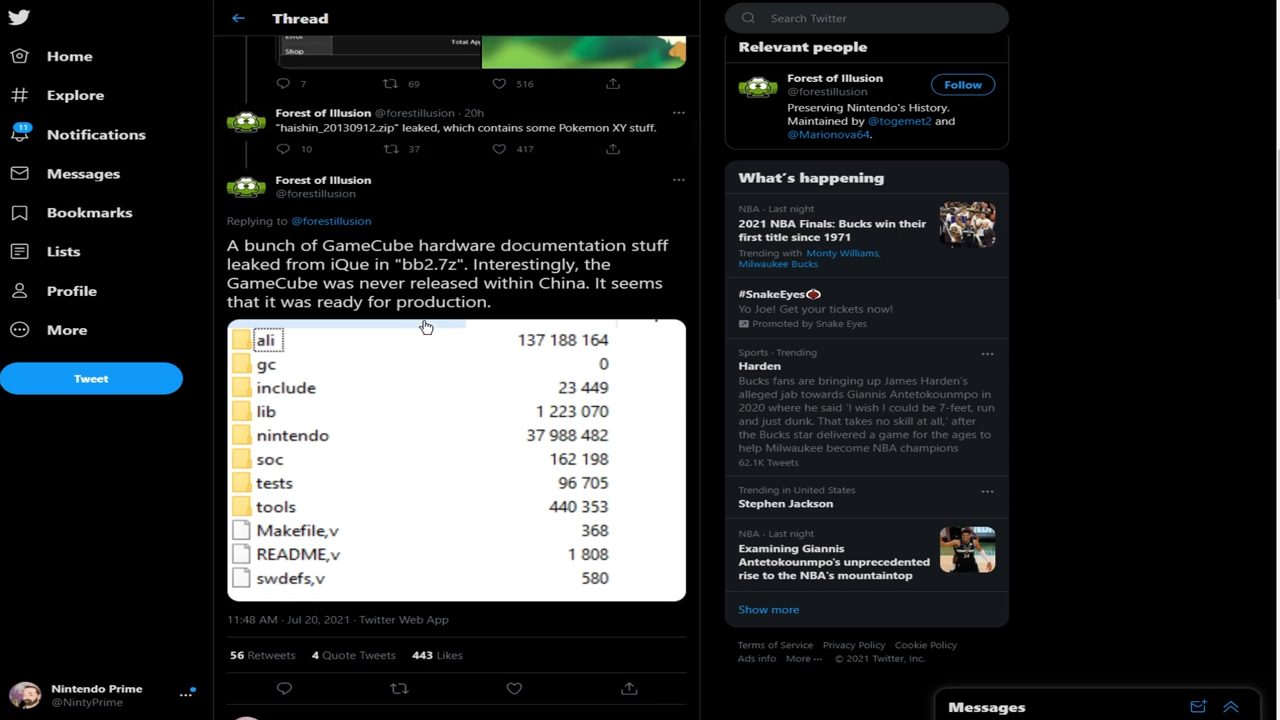 Home
Explore
11
Notifications
Messages
Bookmarks
Lists
Profile
More
Tweet
Nintendo Prime
@NintyPrime
Thread
Shop
Total Ap
7
69
516
Forest of Illusion @forestillusion · 20h
"haishin_20130912.zip" leaked, which contains some Pokemon XY stuff.
10
37
417
Forest of Illusion
@forestillusion
Replying to @forestillusion
A bunch of GameCube hardware documentation stuff
leaked from iQue in "bb2.7z". Interestingly, the
GameCube was never released within China. It seems
that it was ready for production.
ali 137 188 164
gc 0
include 23 449
lib 1 223 070
nintendo 37 988 482
soc 162 198
tests 96 705
tools 440 353
Makefile,v 368
README,v 1 808
swdefs,v 580
11:48 AM · Jul 20, 2021 · Twitter Web App
56 Retweets 4 Quote Tweets 443 Likes
Search Twitter
Relevant people
Forest of Illusion
@forestillusion
Follow
Preserving Nintendo's History.
Maintained by @togemet2 and
@Marionova64.
What's happening
NBA · Last night
2021 NBA Finals: Bucks win their
first title since 1971
Trending with Monty Williams,
Milwaukee Bucks
#SnakeEyes
Yo Joe! Get your tickets now!
Promoted by Snake Eyes
Sports · Trending
Harden
Bucks fans are bringing up James Harden's
alleged jab towards Giannis Antetokounmpo in
2020 where he said 'I wish I could be 7-feet, run
and just dunk. That takes no skill at all,' after
the Bucks star delivered a game for the ages to
help Milwaukee become NBA champions
62.1K Tweets
Trending in United States
Stephen Jackson
NBA · Last night
Examining Giannis
Antetokounmpo's unprecedented
rise to the NBA's mountaintop
Show more
Terms of Service Privacy Policy Cookie Policy
Ads info More ··· © 2021 Twitter, Inc.
Messages